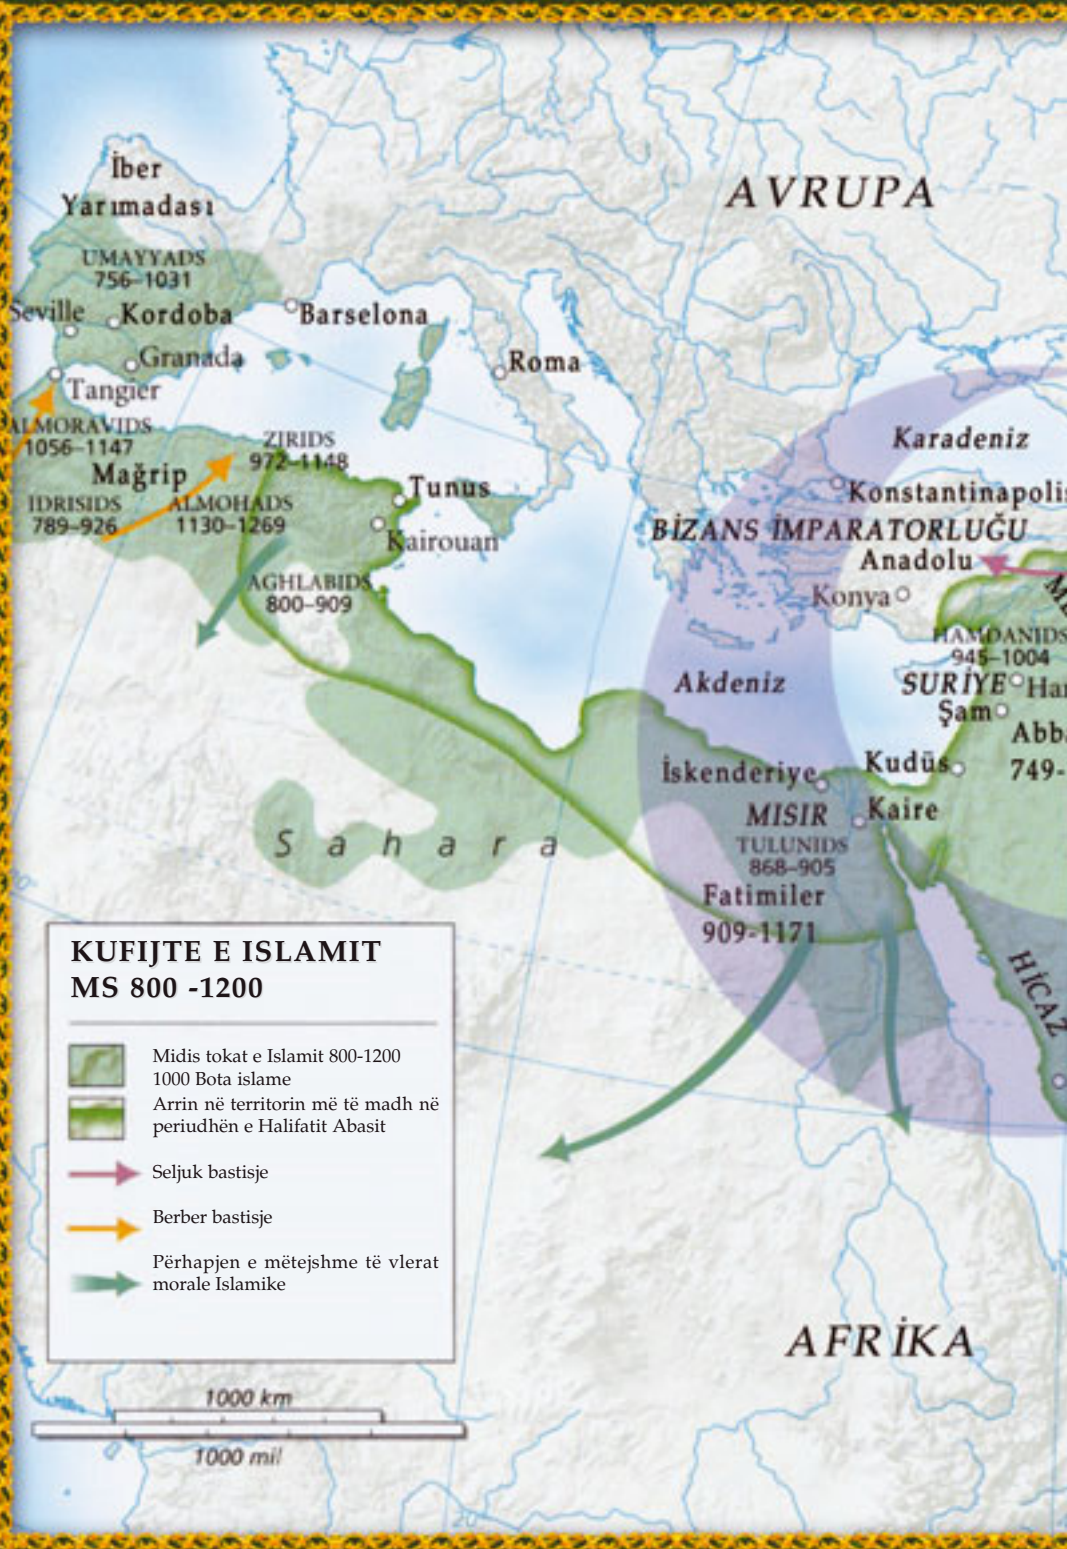 AVRUPA
İber
Yarımadası
UMAYYADS
756–1031
Seville
Kordoba
Barselona
Granada
Roma
Tangier
ALMORAVIDS
1056–1147
ZIRIDS
972–1148
Karadeniz
Mağrip
Tunus
Konstantinapolis
IDRISIDS
789–926
ALMOHADS
1130–1269
Kairouan
BİZANS İMPARATORLUĞU
Anadolu
AGHLABIDS
800–909
Konya
HAMDANIDS
945–1004
Akdeniz
SURİYE
Har
Şam
Abba
749-
İskenderiye
Kudüs
MISIR
Kaire
Sahara
TULUNIDS
868–905
Fatimiler
909-1171
HİCAZ
KUFIJTE E ISLAMIT
MS 800 -1200
Midis tokat e Islamit 800-1200
1000 Bota islame
Arrin në territorin më të madh në
periudhën e Halifatit Abasit
Seljuk bastisje
Berber bastisje
Përhapjen e mëtejshme të vlerat
morale Islamike
AFRİKA
1000 km
1000 mil
20°